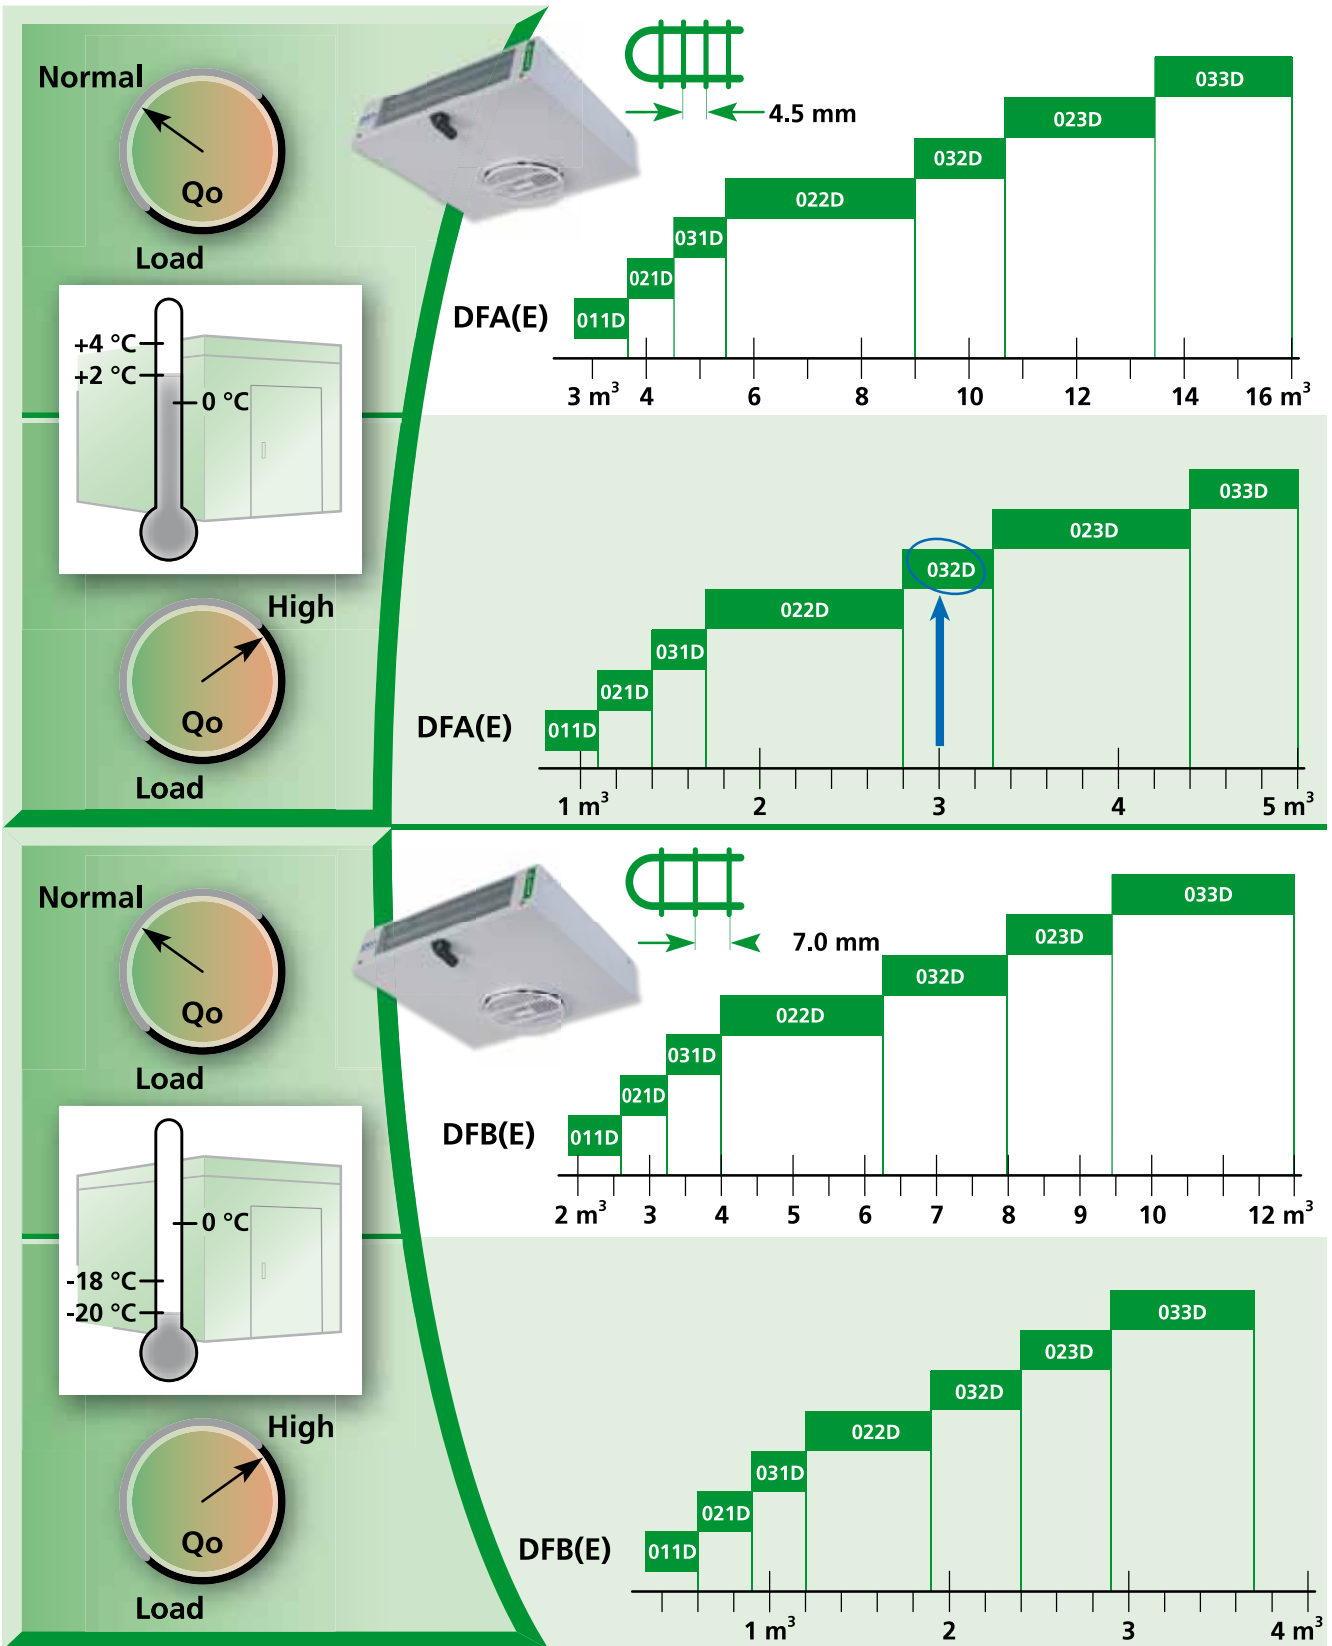 Normal
Qo
Load
4.5 mm
033D
023D
032D
022D
031D
021D
011D
DFA(E)
3 m³ 4 6 8 10 12 14 16 m³
+4 °C
+2 °C
0 °C
High
Qo
Load
033D
023D
032D
022D
031D
021D
011D
DFA(E)
1 m³ 2 3 4 5 m³
Normal
Qo
Load
7.0 mm
033D
023D
032D
022D
031D
021D
011D
DFB(E)
2 m³ 3 4 5 6 7 8 9 10 12 m³
0 °C
-18 °C
-20 °C
High
Qo
Load
033D
023D
032D
022D
031D
021D
011D
DFB(E)
1 m³ 2 3 4 m³